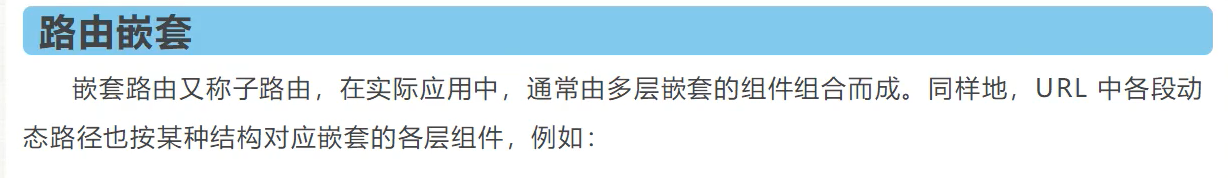 路由嵌套
嵌套路由又称子路由，在实际应用中，通常由多层嵌套的组件组合而成。同样地，URL 中各段动
态路径也按某种结构对应嵌套的各层组件，例如：